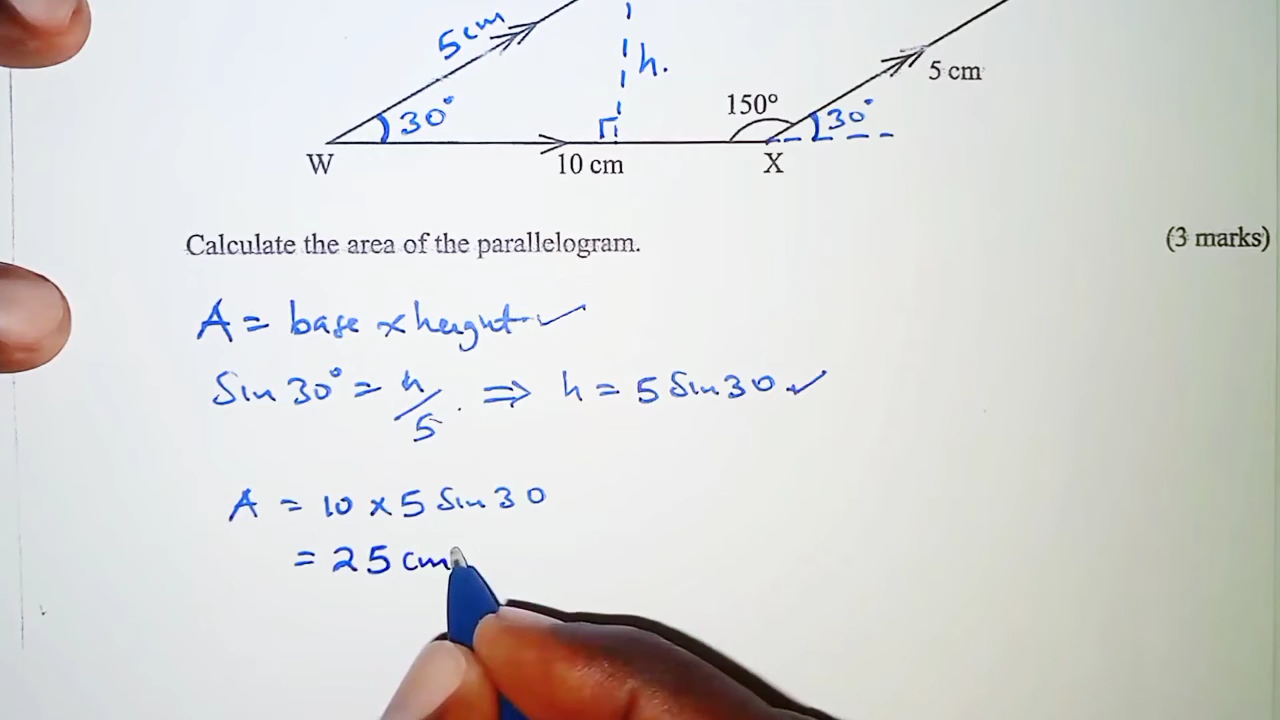 5cm
h.
5 cm
150°
30°
30°
W
10 cm
X
Calculate the area of the parallelogram.
(3 marks)
A = base × height ✓
Sin 30° = h/5 . ⇒ h = 5 Sin 30 ✓
A = 10 × 5 Sin 30
= 25 cm